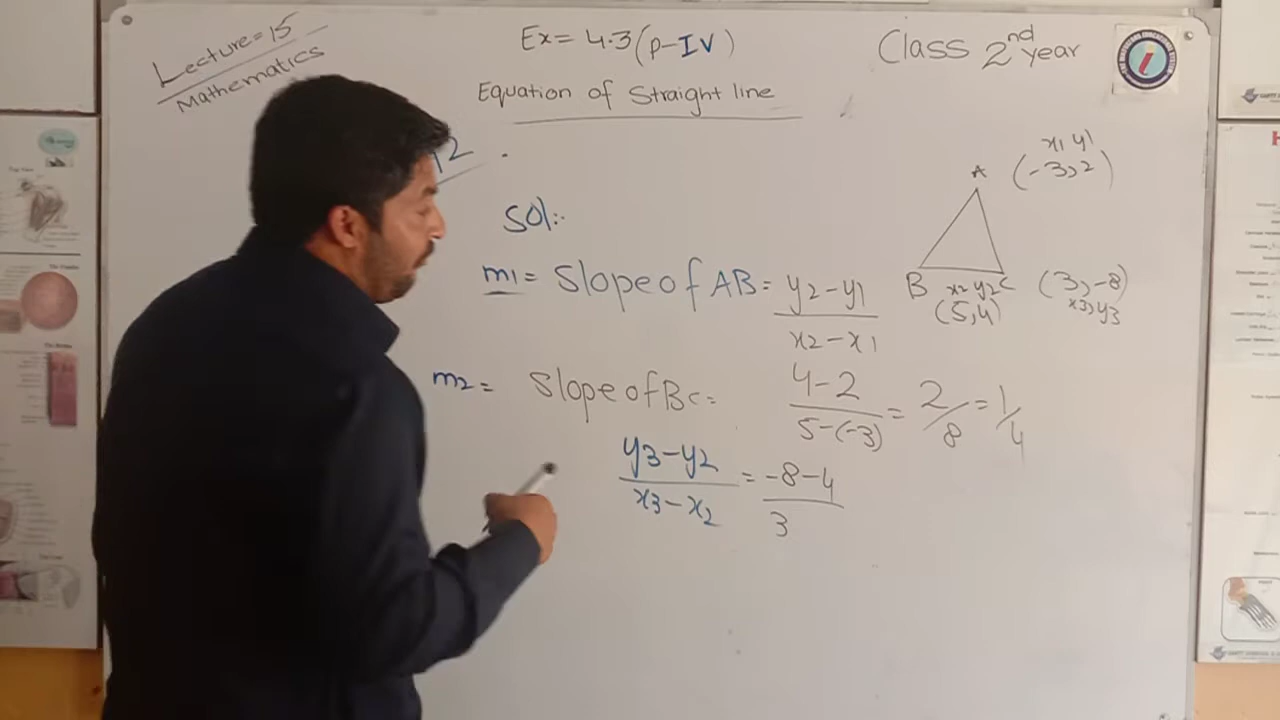 Lecture=15
Mathematics
Ex= 4.3(P-IV)
Class 2nd year
Equation of Straight line
12
Sol:-
A
x1 y1
(-3,2)
m1= Slope of AB= y2-y1
x2-x1
B x2 y2 C
(5,4)
(3,-8)
x3,y3
m2= Slope of BC=
4-2
5-(-3)
= 2/8 = 1/4
y3-y2
x3-x2
= -8-4
3